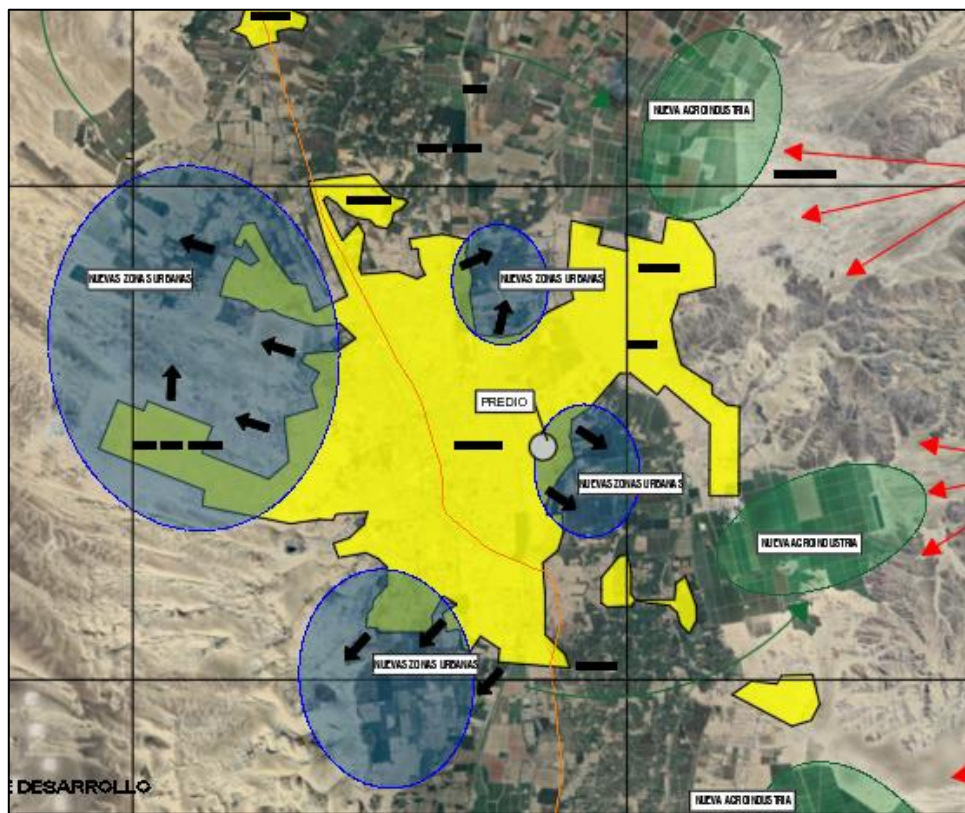 NUEVA AGROINDUSTRIA
NUEVAS ZONAS URBANAS
NUEVAS ZONAS URBANAS
PREDIO
NUEVAS ZONAS URBANAS
NUEVA AGROINDUSTRIA
NUEVAS ZONAS URBANAS
E DESARROLLO
NUEVA AGROINDUSTRIA